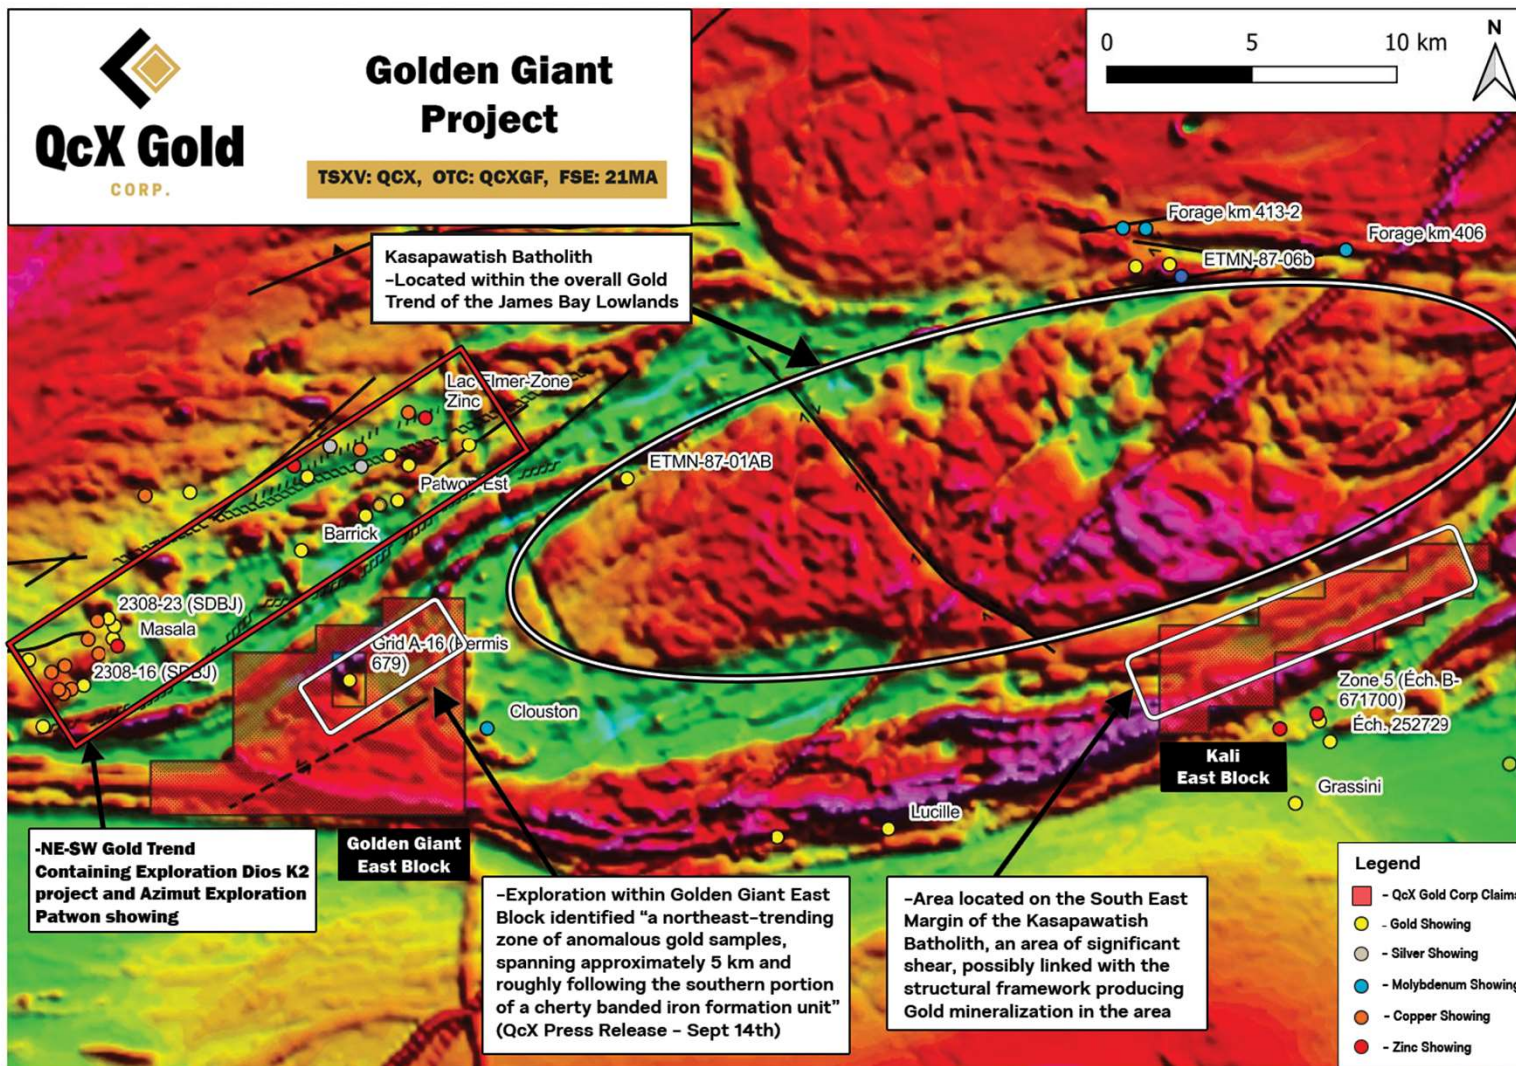 QcX Gold
CORP.
Golden Giant
Project
TSXV: QCX, OTC: QCXGF, FSE: 21MA
0 5 10 km
N
Forage km 413-2
Forage km 406
ETMN-87-06b
Kasapawatish Batholith
-Located within the overall Gold
Trend of the James Bay Lowlands
Lac Elmer-Zone
Zinc
ETMN-87-01AB
Patwon Est
Barrick
2308-23 (SDBJ)
Masala
2308-16 (SDBJ)
Grid A-16 (Permis
679)
Clouston
Zone 5 (Éch. B-
671700)
Éch. 252729
Kali
East Block
Grassini
Lucille
-NE-SW Gold Trend
Containing Exploration Dios K2
project and Azimut Exploration
Patwon showing
Golden Giant
East Block
-Exploration within Golden Giant East
Block identified “a northeast-trending
zone of anomalous gold samples,
spanning approximately 5 km and
roughly following the southern portion
of a cherty banded iron formation unit”
(QcX Press Release - Sept 14th)
-Area located on the South East
Margin of the Kasapawatish
Batholith, an area of significant
shear, possibly linked with the
structural framework producing
Gold mineralization in the area
Legend
- QcX Gold Corp Claims
- Gold Showing
- Silver Showing
- Molybdenum Showing
- Copper Showing
- Zinc Showing